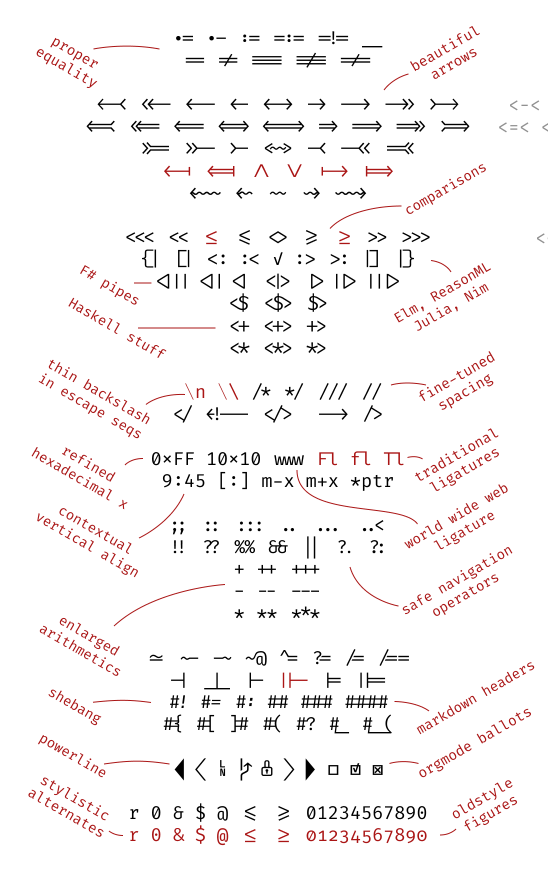 proper
equality
•= •− := =:= =!= __
== ≠ ≡ ≢ =/=
beautiful
arrows
⟵< <<− ⟵ ← ⟷ → ⟶ −>> >⟶
<=< <<= ⟸ ⇐ ⟺ ⇒ ⟹ =>> >=>
>>= >>− >− <~> −< −<< =<<
↤ ⟽ ∧ ∨ ↦ ⟾
<~~ <~ ~~ ~> ~~>
<-<
<=< <
comparisons
<<< << ≤ ⩽ <> ⩾ ≥ >> >>>
{| [| <: :< √ :> >: |] |}
F# pipes
<|| <| ◁ <|> ▷ |> ||>
Elm, ReasonML
Julia, Nim
Haskell stuff
<$ <$> $>
<+ <+> +>
<* <*> *>
<-
thin backslash
in escape seqs
\n \\ /* */ /// //
</ <!-- </> --> />
fine-tuned
spacing
refined
hexadecimal x
0×FF 10×10 www Fl fl Tl
9:45 [:] m−x m+x *ptr
traditional
ligatures
contextual
vertical align
world wide web
ligature
;; :: ::: .. ... ..<
!! ?? %% && || ?. ?:
+ ++ +++
- -- ---
* ** ***
safe navigation
operators
enlarged
arithmetics
≃ ~- -~ ~@ ^= ?= /= /==
-| _|_ |- ||- |= ||=
shebang
#! #= #: ## ### ####
#{ #[ ]# #( #? #_ #_(
markdown headers
powerline
LN
orgmode ballots
stylistic
alternates
r 0 & $ @ ⩽ ⩾ 01234567890
r 0 & $ @ ≤ ≥ 01234567890
oldstyle
figures